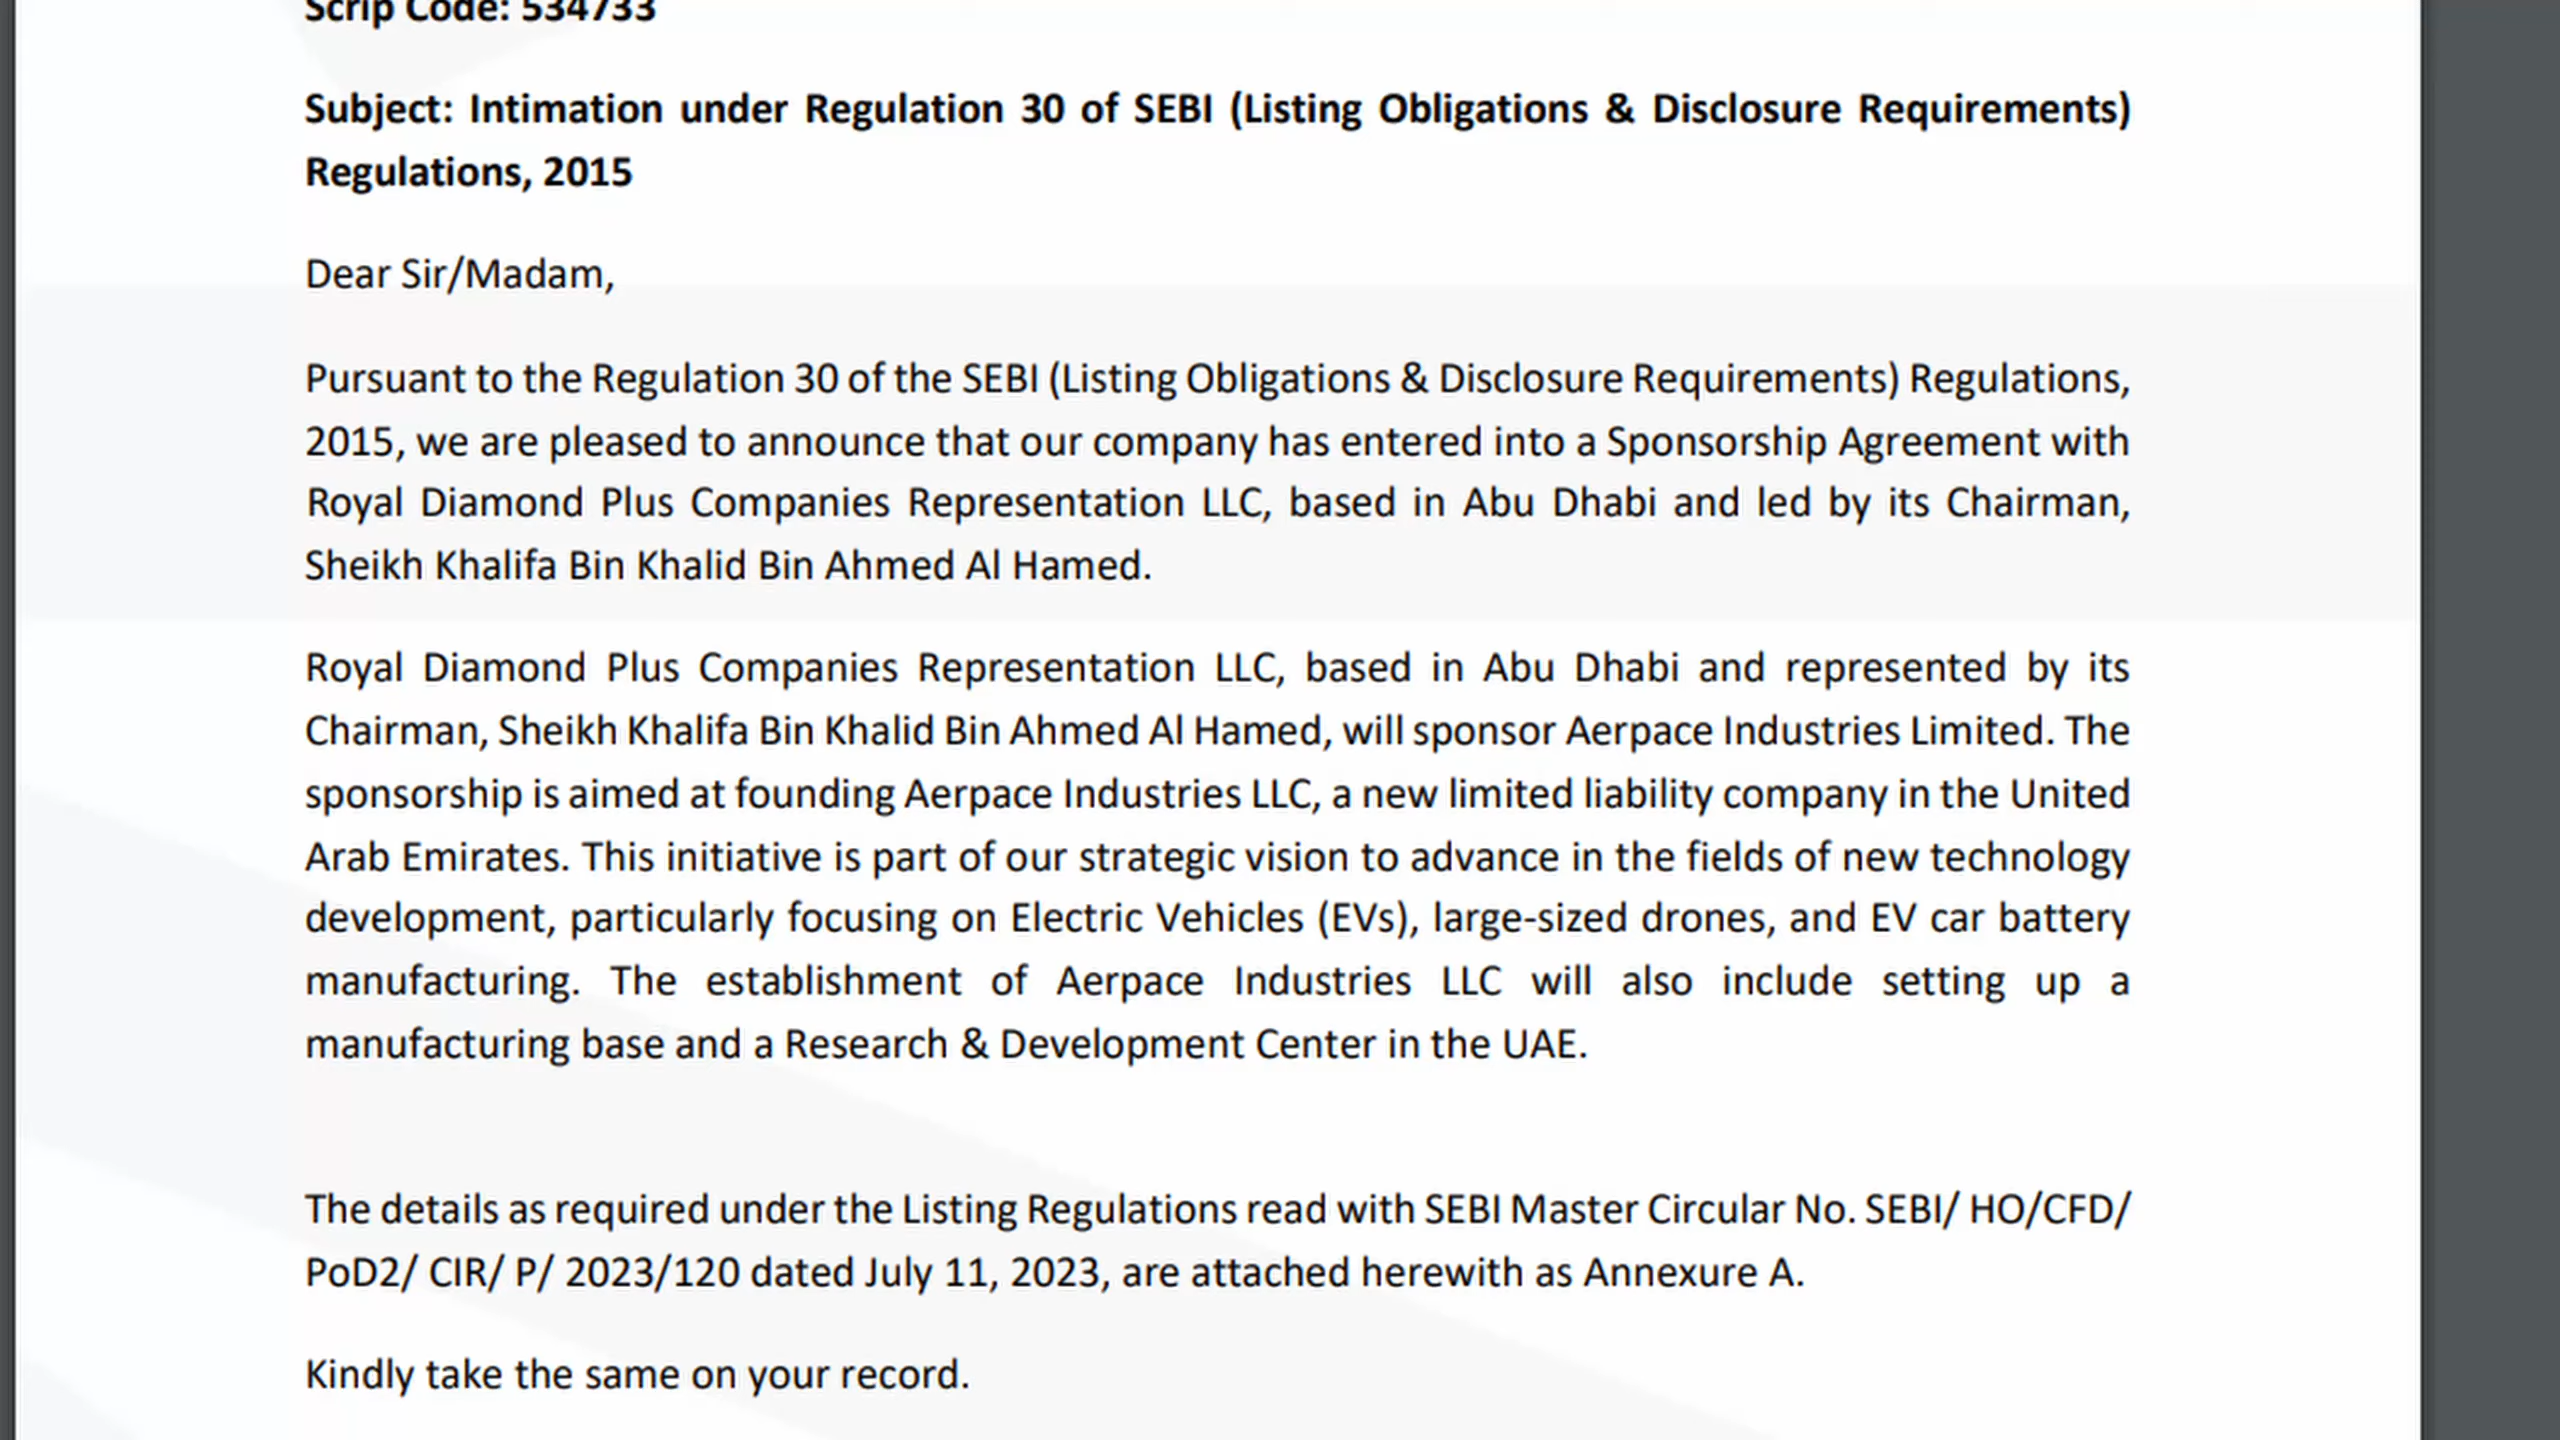 Scrip Code: 534733
Subject: Intimation under Regulation 30 of SEBI (Listing Obligations & Disclosure Requirements)
Regulations, 2015
Dear Sir/Madam,
Pursuant to the Regulation 30 of the SEBI (Listing Obligations & Disclosure Requirements) Regulations,
2015, we are pleased to announce that our company has entered into a Sponsorship Agreement with
Royal Diamond Plus Companies Representation LLC, based in Abu Dhabi and led by its Chairman,
Sheikh Khalifa Bin Khalid Bin Ahmed Al Hamed.
Royal Diamond Plus Companies Representation LLC, based in Abu Dhabi and represented by its
Chairman, Sheikh Khalifa Bin Khalid Bin Ahmed Al Hamed, will sponsor Aerpace Industries Limited. The
sponsorship is aimed at founding Aerpace Industries LLC, a new limited liability company in the United
Arab Emirates. This initiative is part of our strategic vision to advance in the fields of new technology
development, particularly focusing on Electric Vehicles (EVs), large-sized drones, and EV car battery
manufacturing. The establishment of Aerpace Industries LLC will also include setting up a
manufacturing base and a Research & Development Center in the UAE.
The details as required under the Listing Regulations read with SEBI Master Circular No. SEBI/ HO/CFD/
PoD2/ CIR/ P/ 2023/120 dated July 11, 2023, are attached herewith as Annexure A.
Kindly take the same on your record.